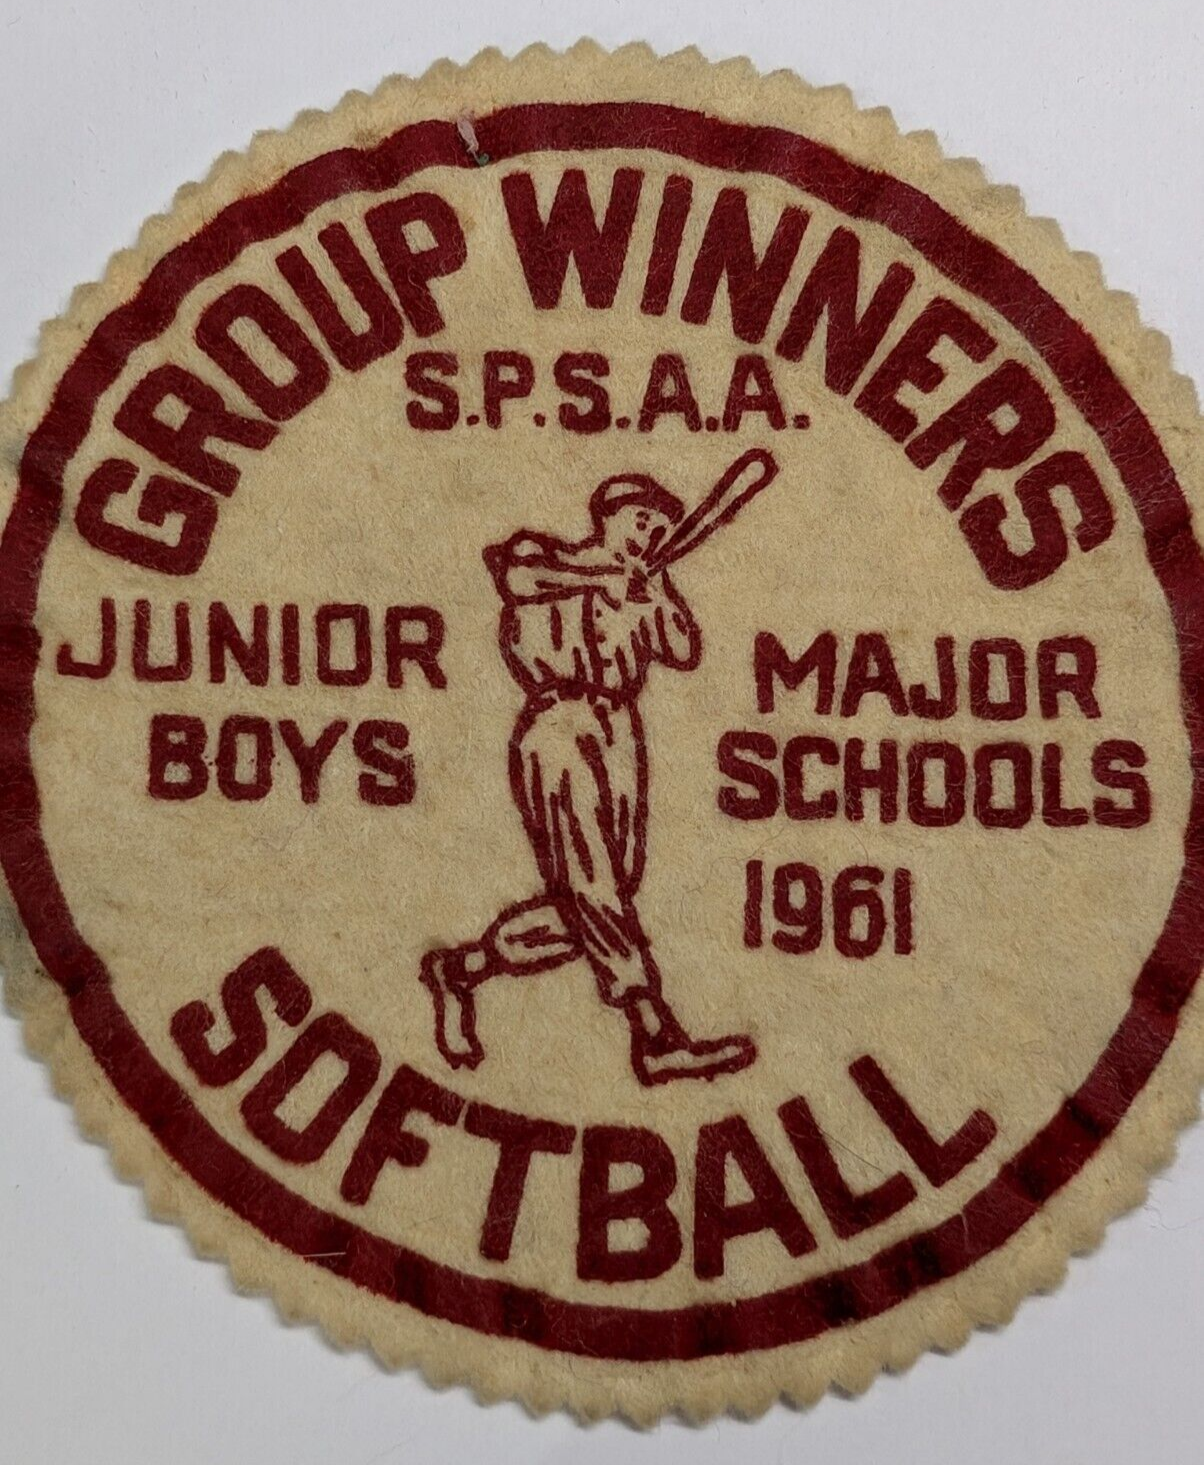 GROUP WINNERS
S.P.S.A.A.
JUNIOR
BOYS
MAJOR
SCHOOLS
1961
SOFTBALL